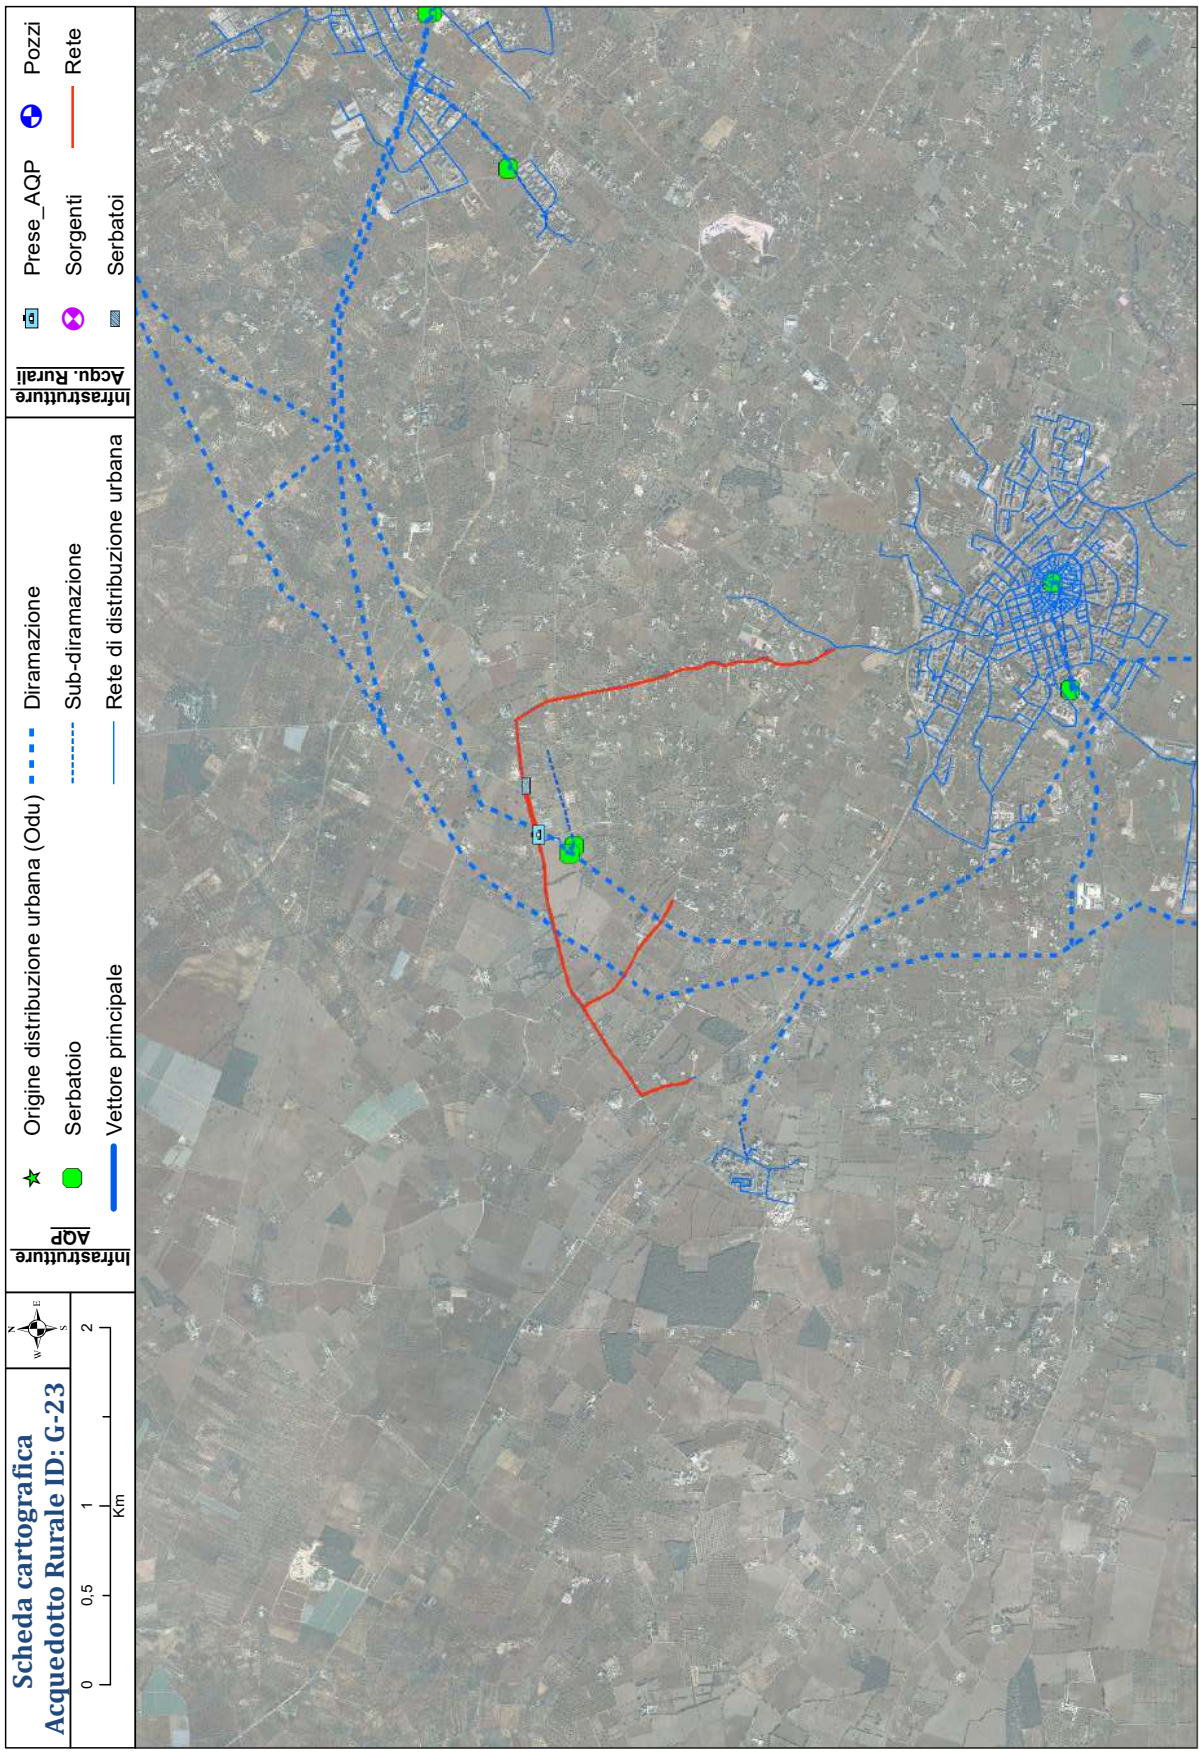 Scheda cartografica
Acquedotto Rurale ID: G-23
0
0,5
1
2
Km
N
W
E
S
Infrastrutture
AQP
Origine distribuzione urbana (Odu)
Serbatoio
Vettore principale
Diramazione
Sub-diramazione
Rete di distribuzione urbana
Infrastrutture
Acqu. Rurali
Prese_AQP
Sorgenti
Serbatoi
Pozzi
Rete